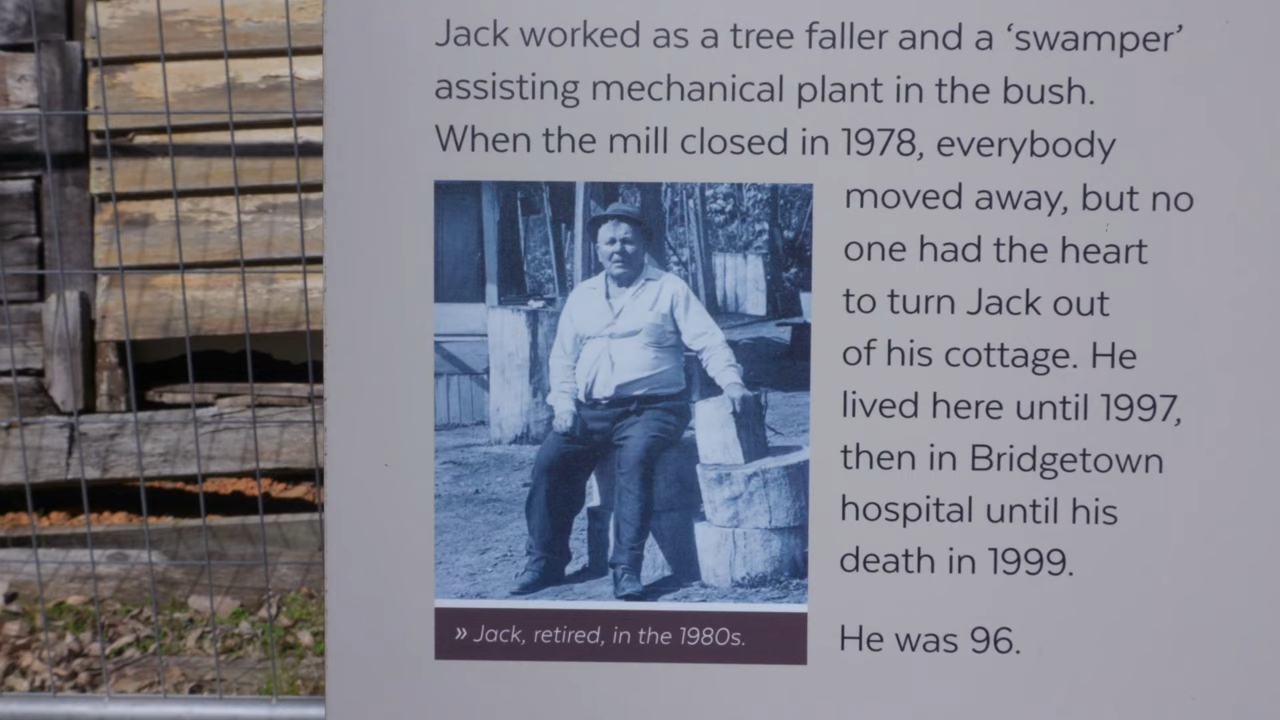 Jack worked as a tree faller and a ‘swamper’
assisting mechanical plant in the bush.
When the mill closed in 1978, everybody
moved away, but no
one had the heart
to turn Jack out
of his cottage. He
lived here until 1997,
then in Bridgetown
hospital until his
death in 1999.
He was 96.
» Jack, retired, in the 1980s.